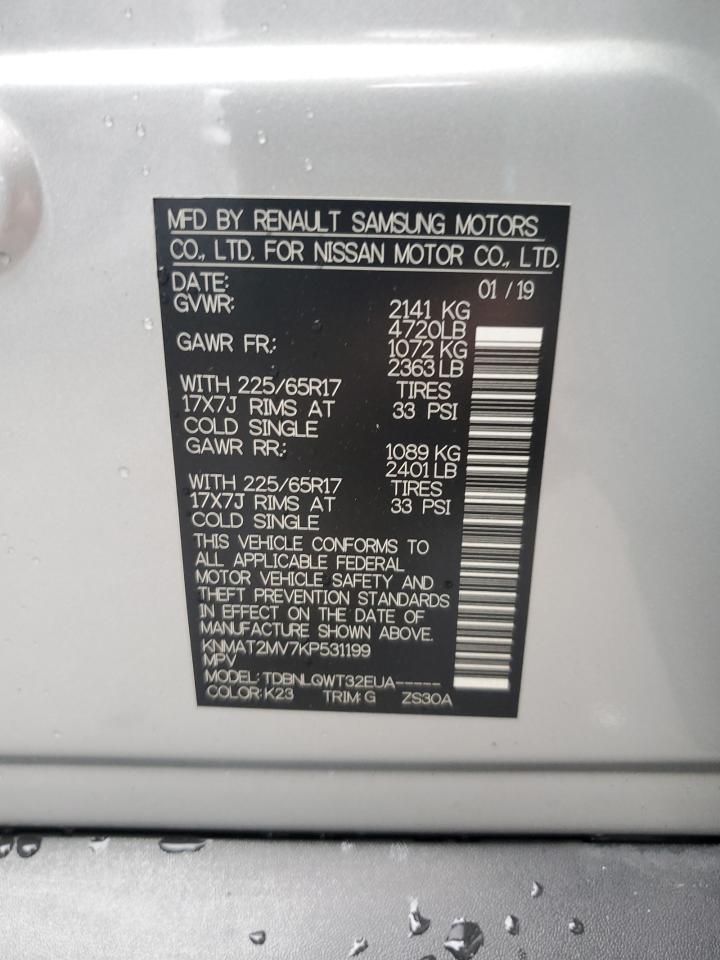 MFD BY RENAULT SAMSUNG MOTORS
CO., LTD. FOR NISSAN MOTOR CO., LTD.
DATE: 01 / 19
GVWR: 2141 KG
4720LB
GAWR FR.: 1072 KG
2363 LB
WITH 225/65R17 TIRES
17X7J RIMS AT 33 PSI
COLD SINGLE
GAWR RR.: 1089 KG
2401 LB
WITH 225/65R17 TIRES
17X7J RIMS AT 33 PSI
COLD SINGLE
THIS VEHICLE CONFORMS TO
ALL APPLICABLE FEDERAL
MOTOR VEHICLE SAFETY AND
THEFT PREVENTION STANDARDS
IN EFFECT ON THE DATE OF
MANUFACTURE SHOWN ABOVE.
KNMAT2MV7KP531199
MPV
MODEL: TDBNLQWT32EUA-----
COLOR: K23 TRIM: G ZS30A